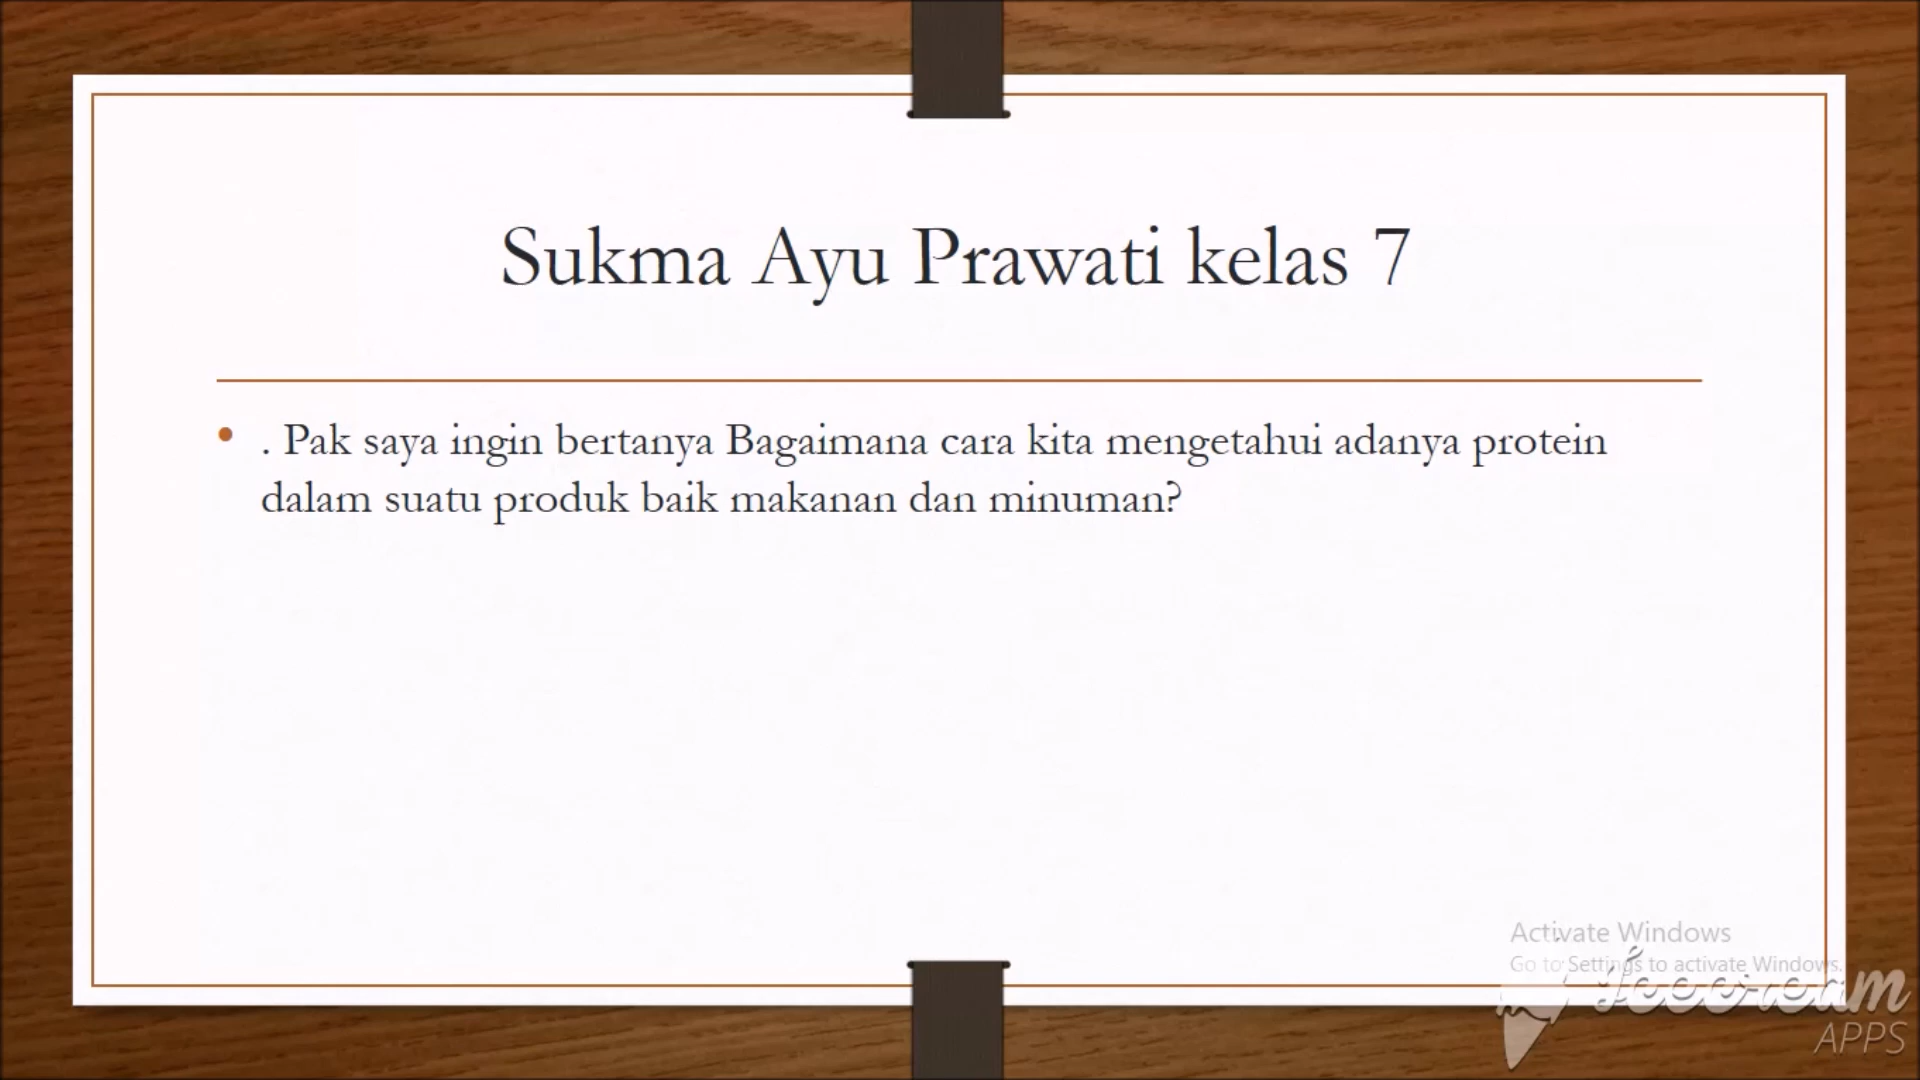 Sukma Ayu Prawati kelas 7
• . Pak saya ingin bertanya Bagaimana cara kita mengetahui adanya protein
dalam suatu produk baik makanan dan minuman?
Activate Windows
Go to Settings to activate Windows.
Icecream
APPS